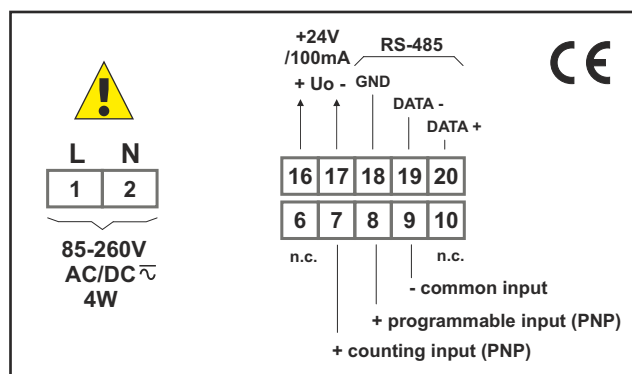 +24V
/100mA
RS-485
CE
+ Uo -
GND
DATA -
DATA +
L N
1 2
85-260V
AC/DC
4W
16 17 18 19 20
6 7 8 9 10
n.c.
n.c.
- common input
+ programmable input (PNP)
+ counting input (PNP)